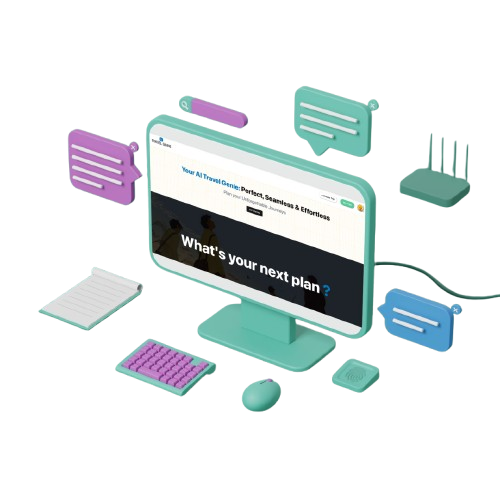 Your AI Travel Genie: Perfect, Seamless & Effortless
Plan your Unforgettable Journeys
What's your next plan ?